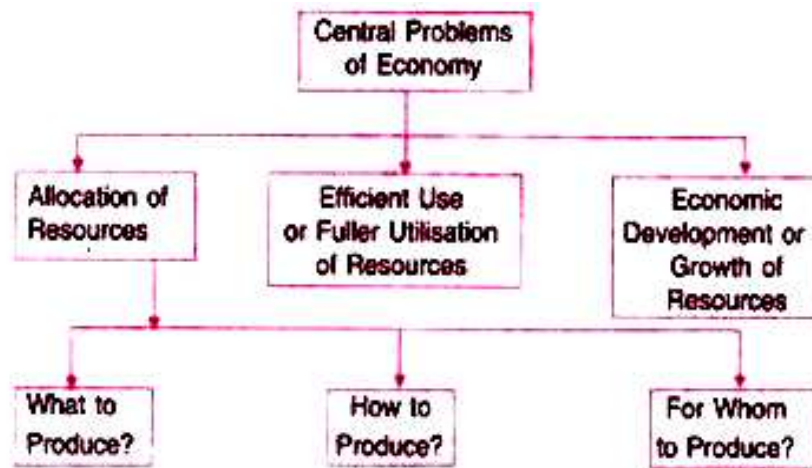 Central Problems
of Economy
Allocation of
Resources
Efficient Use
or Fuller Utilisation
of Resources
Economic
Development or
Growth of
Resources
What to
Produce?
How to
Produce?
For Whom
to Produce?